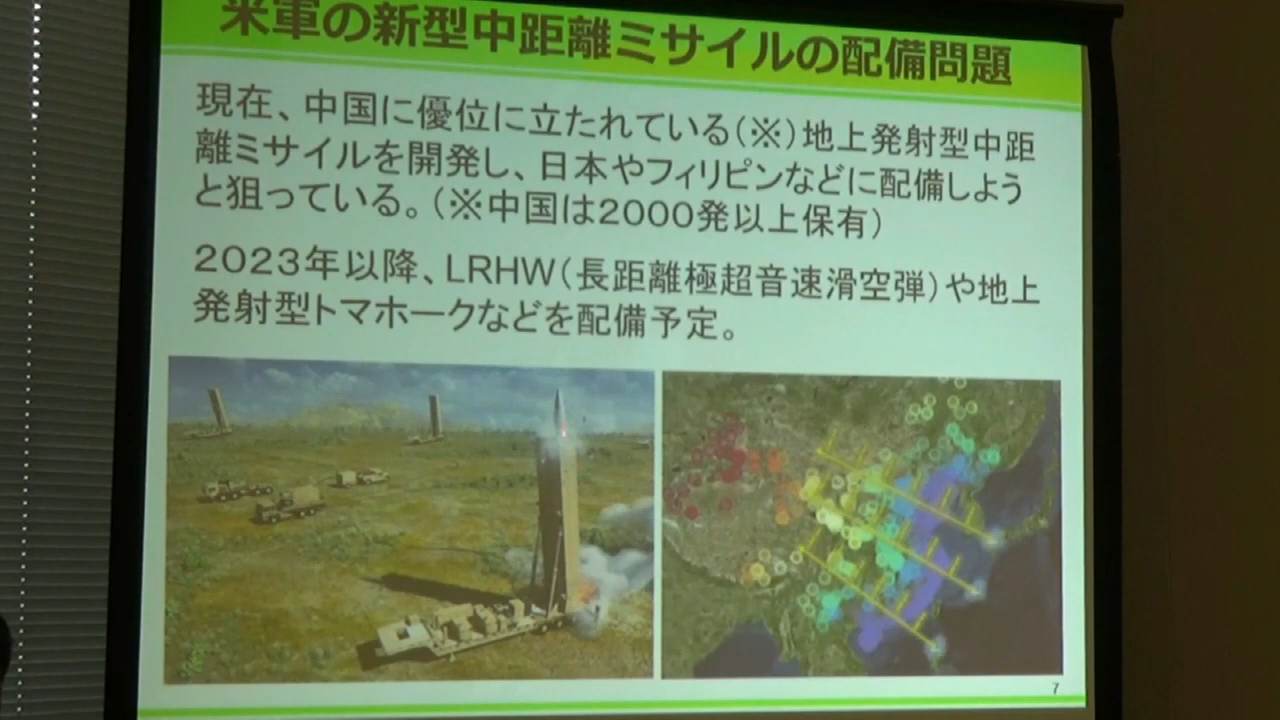 米軍の新型中距離ミサイルの配備問題
現在、中国に優位に立たれている(※)地上発射型中距
離ミサイルを開発し、日本やフィリピンなどに配備しよう
と狙っている。(※中国は2000発以上保有)
2023年以降、LRHW(長距離極超音速滑空弾)や地上
発射型トマホークなどを配備予定。
7